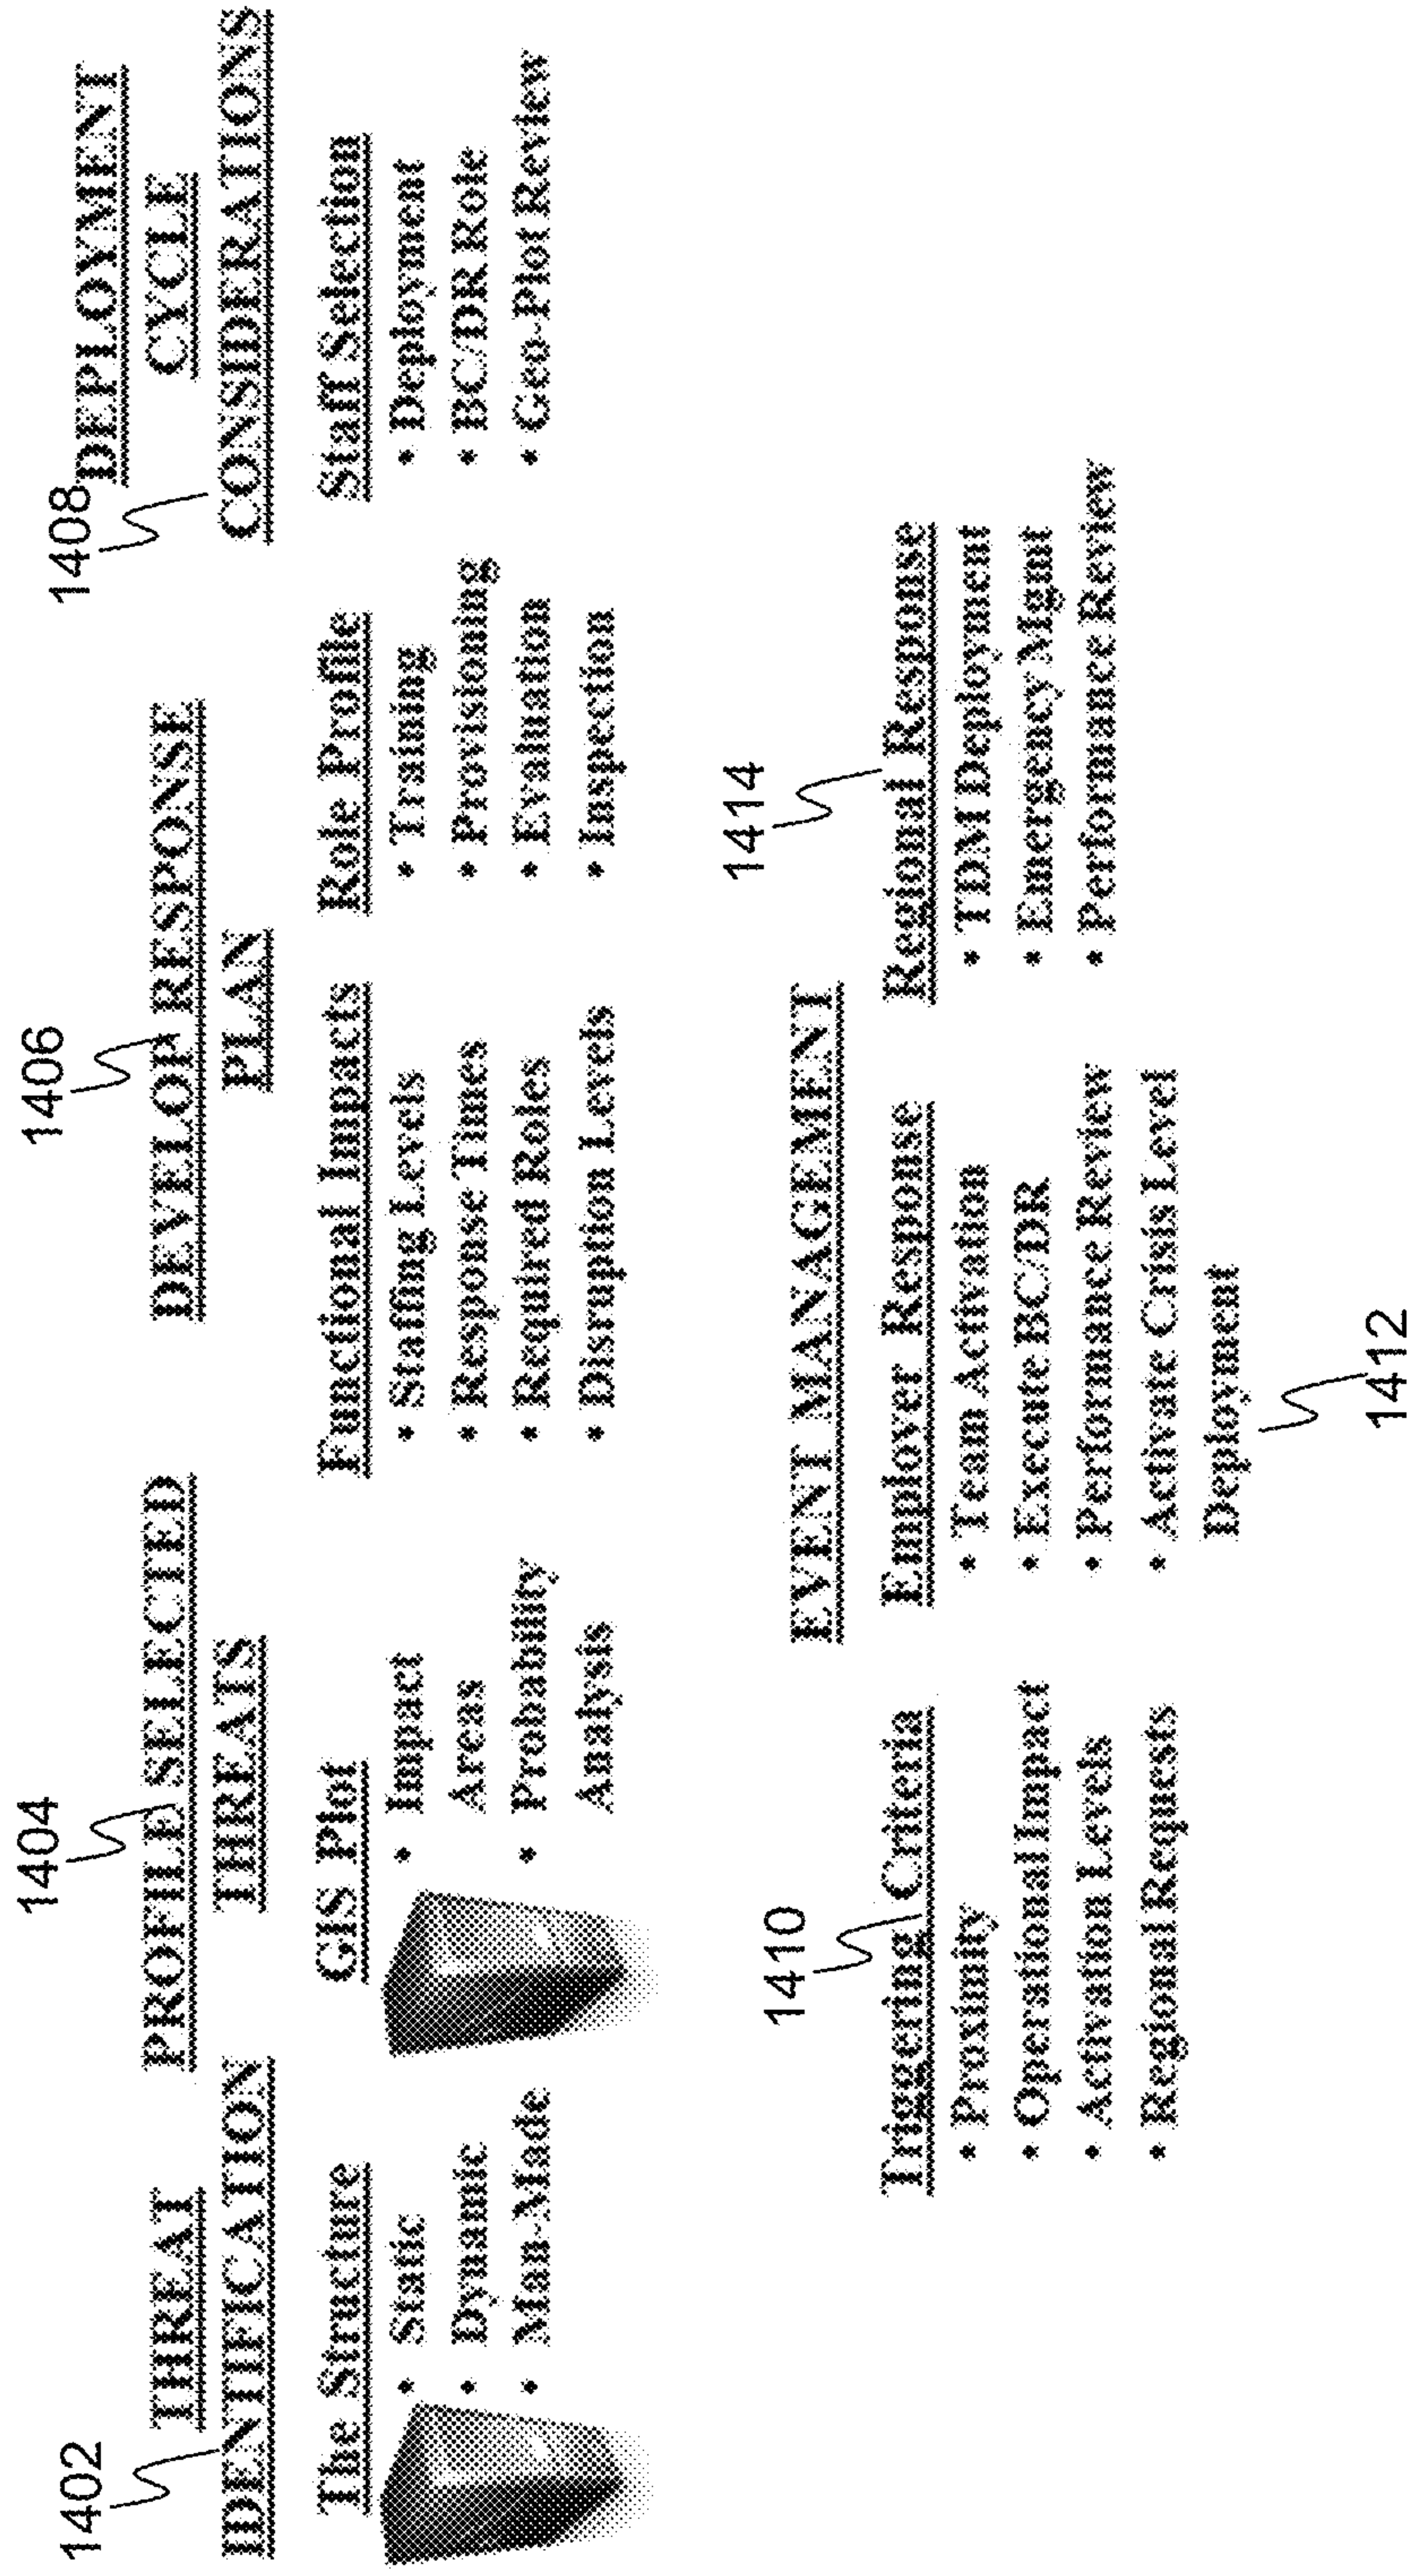 1402
THREAT
IDENTIFICATION
The Structure
• Static
• Dynamic
• Man-Made
1404
PROFILE SELECTED
THREATS
GIS Plot
• Impact
Areas
• Probability
Analysis
1406
DEVELOP RESPONSE
PLAN
Functional Impacts
• Staffing Levels
• Response Times
• Required Roles
• Disruption Levels
Role Profile
• Training
• Provisioning
• Evaluation
• Inspection
1408
DEPLOYMENT
CYCLE
CONSIDERATIONS
Staff Selection
• Deployment
• BC/DR Role
• Geo-Plot Review
EVENT MANAGEMENT
1410
Triggering Criteria
• Proximity
• Operational Impact
• Activation Levels
• Regional Requests
Employer Response
• Team Activation
• Execute BC/DR
• Performance Review
• Activate Crisis Level
Deployment
1412
1414
Regional Response
• TDM Deployment
• Emergency Mgmt
• Performance Review